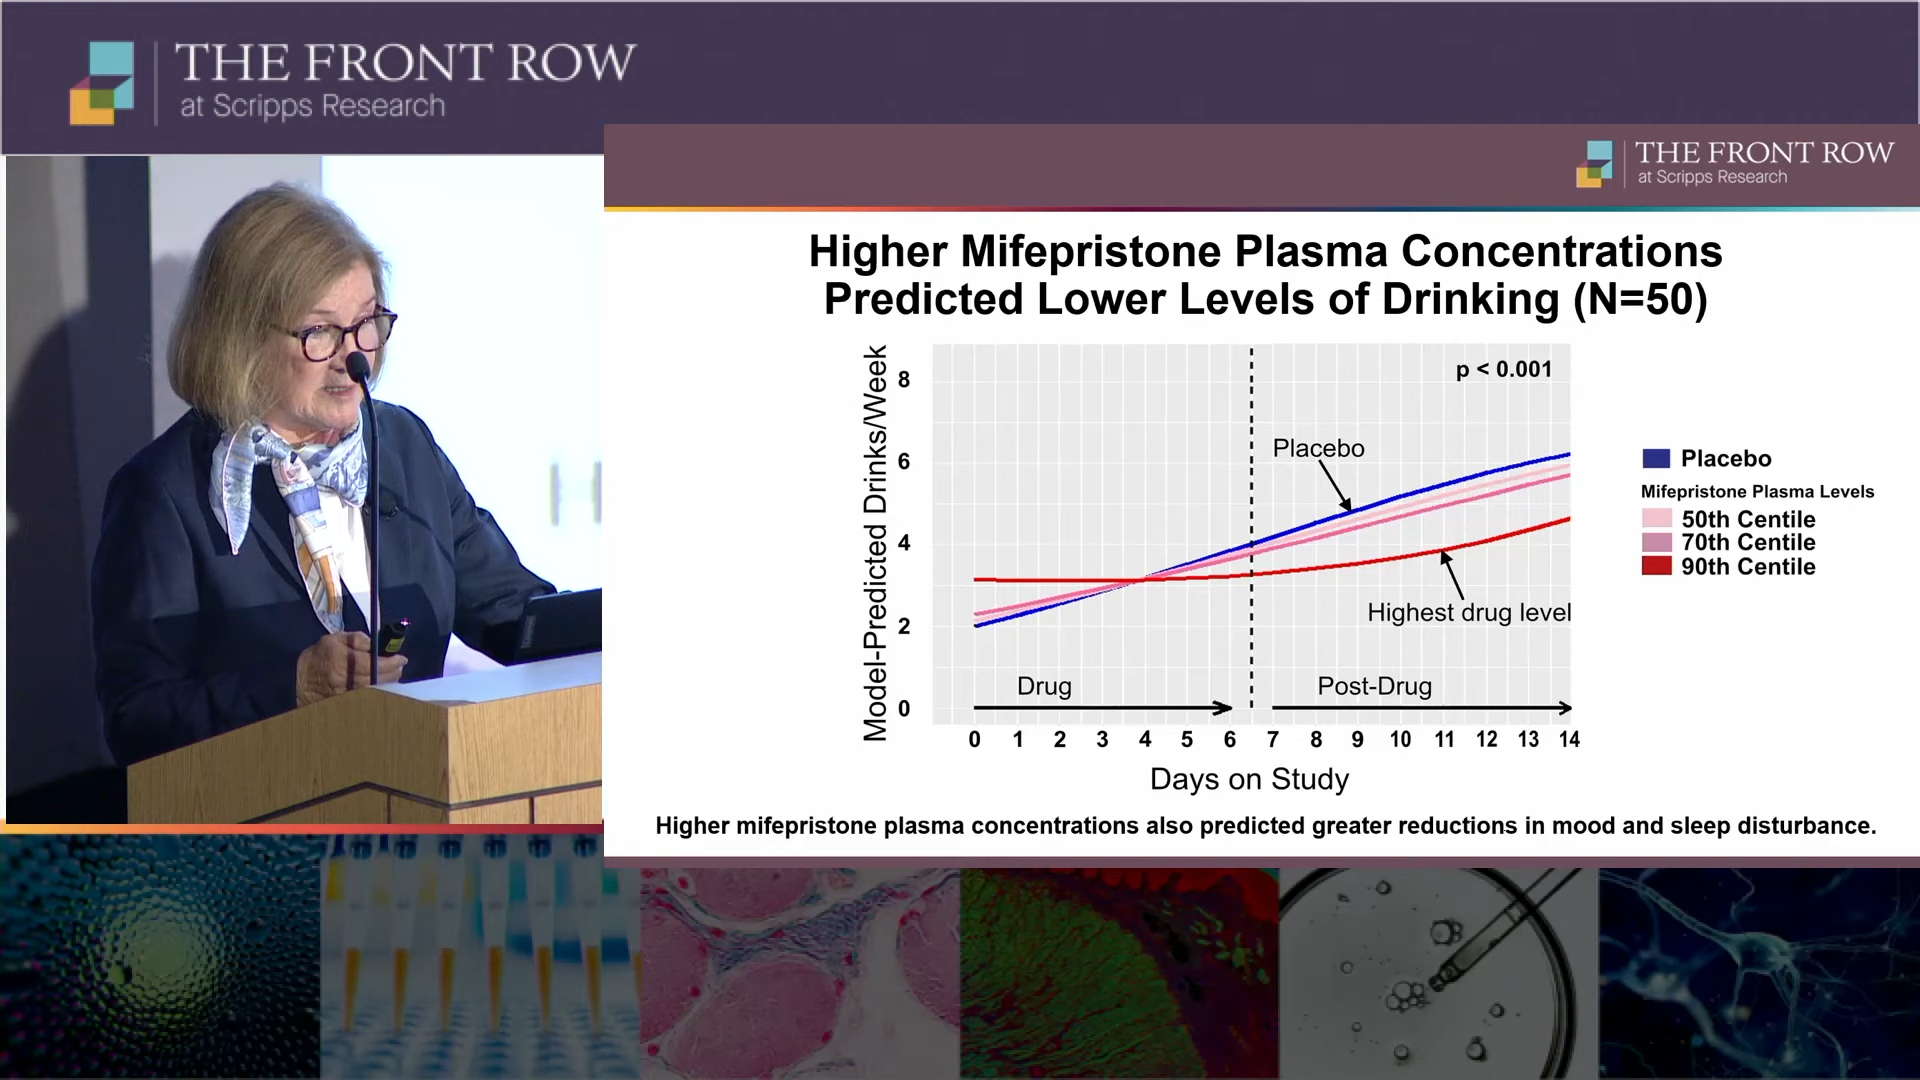 THE FRONT ROW
at Scripps Research
THE FRONT ROW
at Scripps Research
Higher Mifepristone Plasma Concentrations
Predicted Lower Levels of Drinking (N=50)
Model-Predicted Drinks/Week
8
6
4
2
0
p < 0.001
Placebo
Highest drug level
Drug
Post-Drug
0 1 2 3 4 5 6 7 8 9 10 11 12 13 14
Days on Study
Placebo
Mifepristone Plasma Levels
50th Centile
70th Centile
90th Centile
Higher mifepristone plasma concentrations also predicted greater reductions in mood and sleep disturbance.